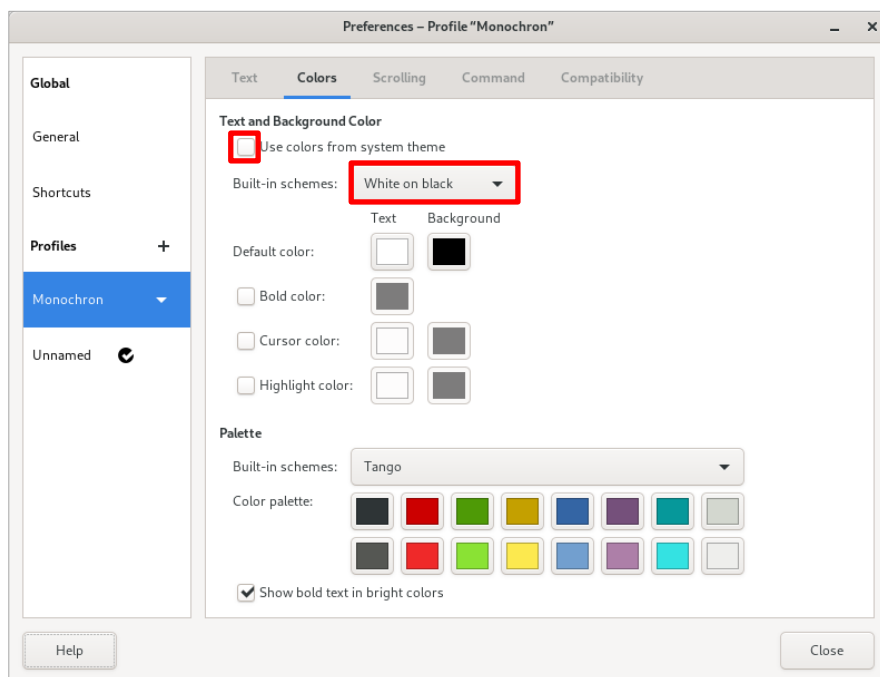 Preferences – Profile “Monochron”
Global
General
Shortcuts
Profiles
Monochron
Unnamed
Text Colors Scrolling Command Compatibility
Text and Background Color
Use colors from system theme
Built-in schemes: White on black
Text Background
Default color:
Bold color:
Cursor color:
Highlight color:
Palette
Built-in schemes: Tango
Color palette:
Show bold text in bright colors
Help Close